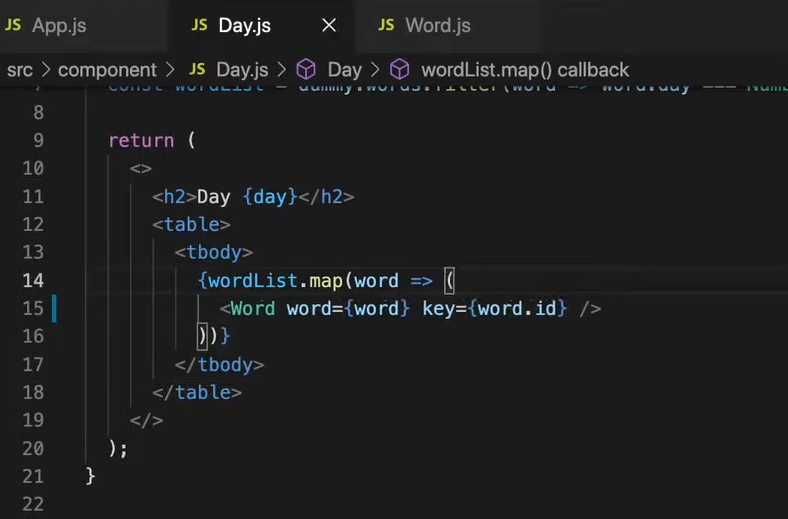 JS App.js JS Day.js × JS Word.js
src > component > JS Day.js > Day > wordList.map() callback
7 const wordList = dummy.words.filter(word => word.day === Num
8
9 return (
10 <>
11 <h2>Day {day}</h2>
12 <table>
13 <tbody>
14 {wordList.map(word => (
15 <Word word={word} key={word.id} />
16 ))}
17 </tbody>
18 </table>
19 </>
20 );
21 }
22